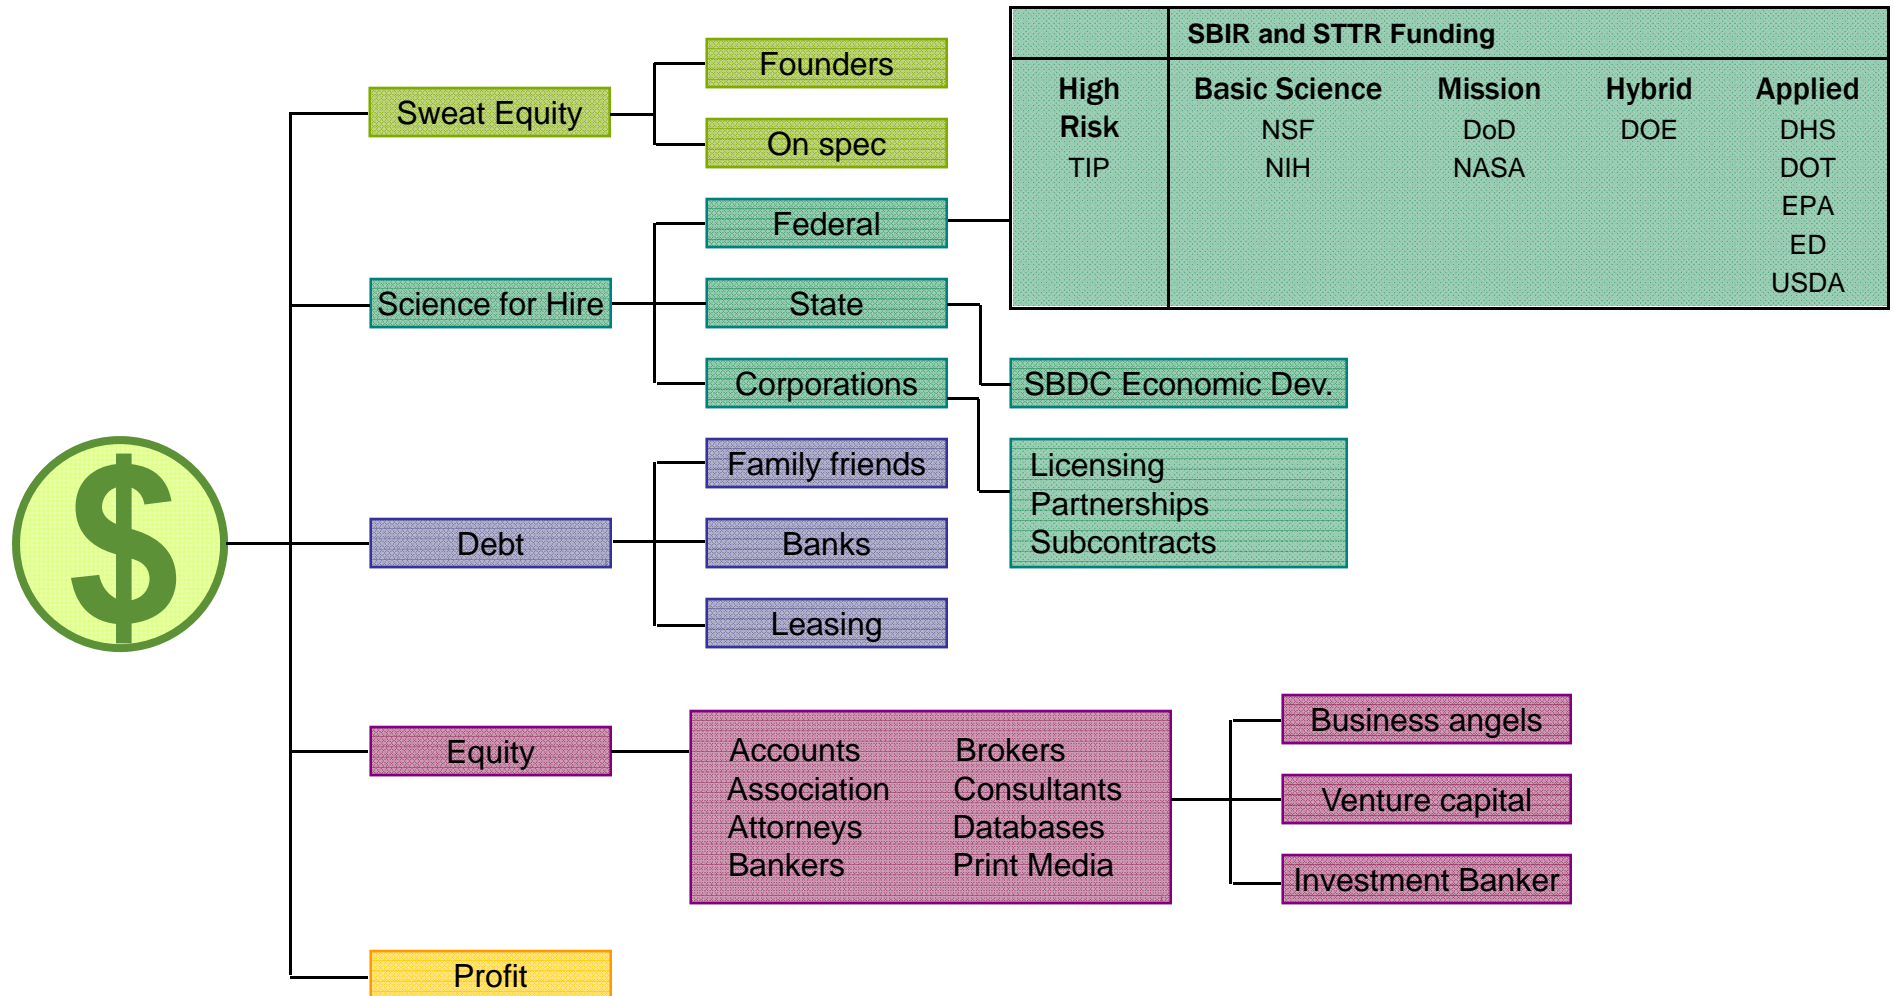 $
Sweat Equity
Founders
On spec
Science for Hire
Federal
State
Corporations
SBIR and STTR Funding
High
Risk
TIP
Basic Science
NSF
NIH
Mission
DoD
NASA
Hybrid
DOE
Applied
DHS
DOT
EPA
ED
USDA
SBDC Economic Dev.
Licensing
Partnerships
Subcontracts
Debt
Family friends
Banks
Leasing
Equity
Accounts
Association
Attorneys
Bankers
Brokers
Consultants
Databases
Print Media
Business angels
Venture capital
Investment Banker
Profit